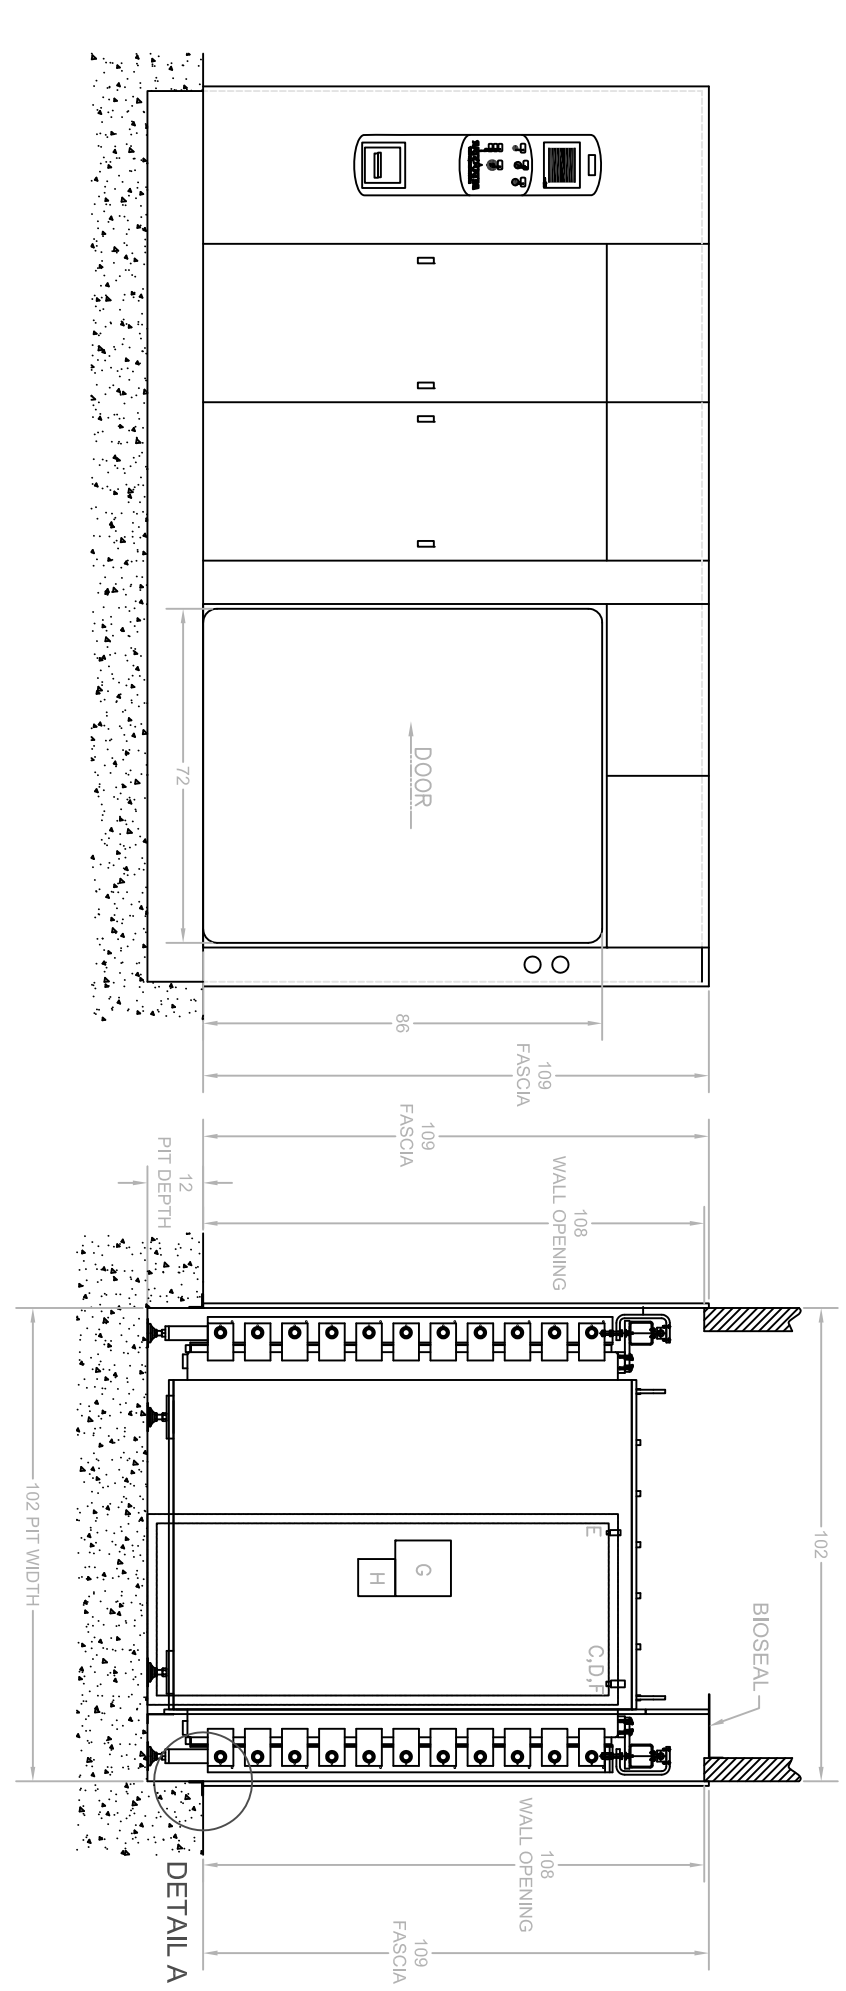 DOOR
72
86
109
FASCIA
109
FASCIA
108
WALL OPENING
12
PIT DEPTH
102 PIT WIDTH
102
E
G
H
C,D,F
BIOSEAL
108
WALL OPENING
109
FASCIA
DETAIL A